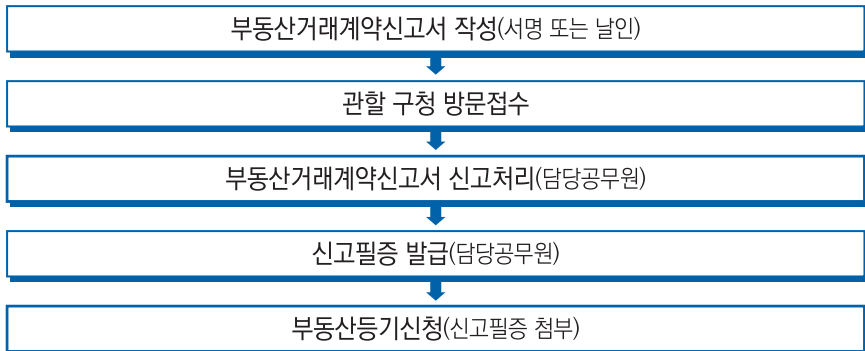 부동산거래계약신고서 작성(서명 또는 날인)
관할 구청 방문접수
부동산거래계약신고서 신고처리(담당공무원)
신고필증 발급(담당공무원)
부동산등기신청(신고필증 첨부)